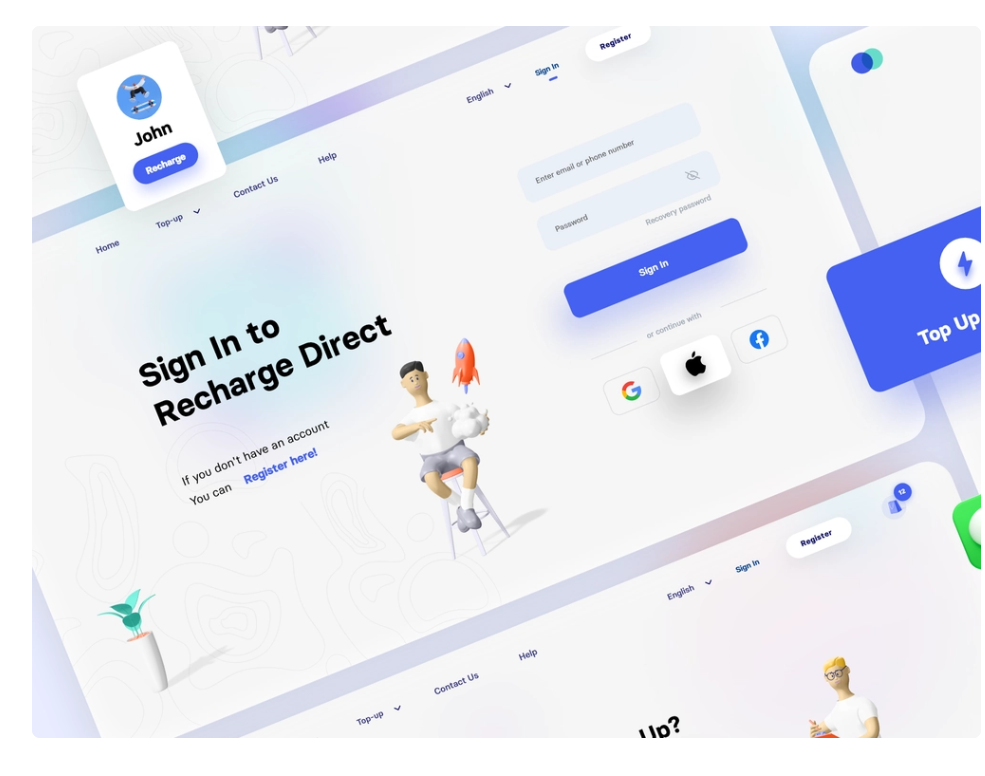 John
Recharge
Home
Top-up
Contact Us
Help
English
Sign In
Register
Sign In to
Recharge Direct
If you don't have an account
You can Register here!
Enter email or phone number
Password
Recovery password
Sign In
or continue with
Top Up
Top-up
Contact Us
Help
English
Sign In
Register
12
Up?